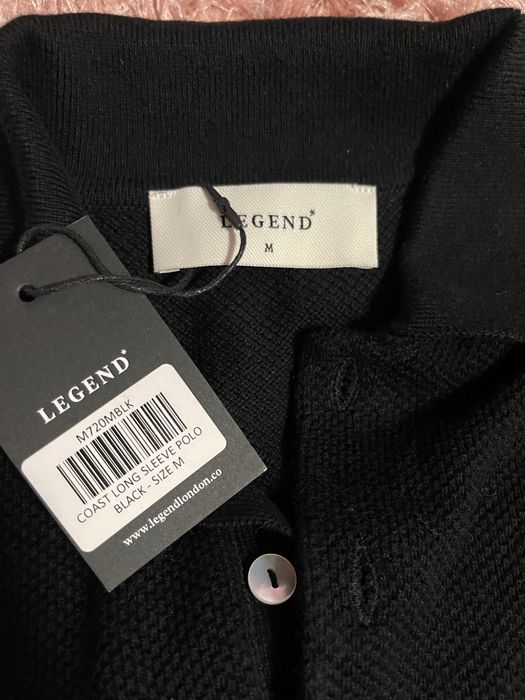 LEGEND*
M
LEGEND*
M720MBLK
COAST LONG SLEEVE POLO
BLACK - SIZE M
www.legendlondon.co